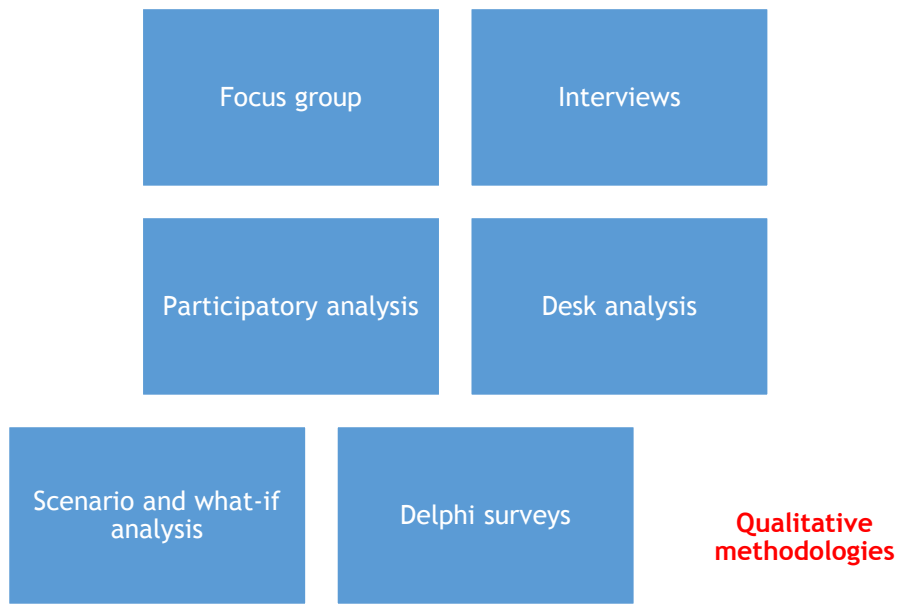 Focus group
Interviews
Participatory analysis
Desk analysis
Scenario and what-if
analysis
Delphi surveys
Qualitative
methodologies